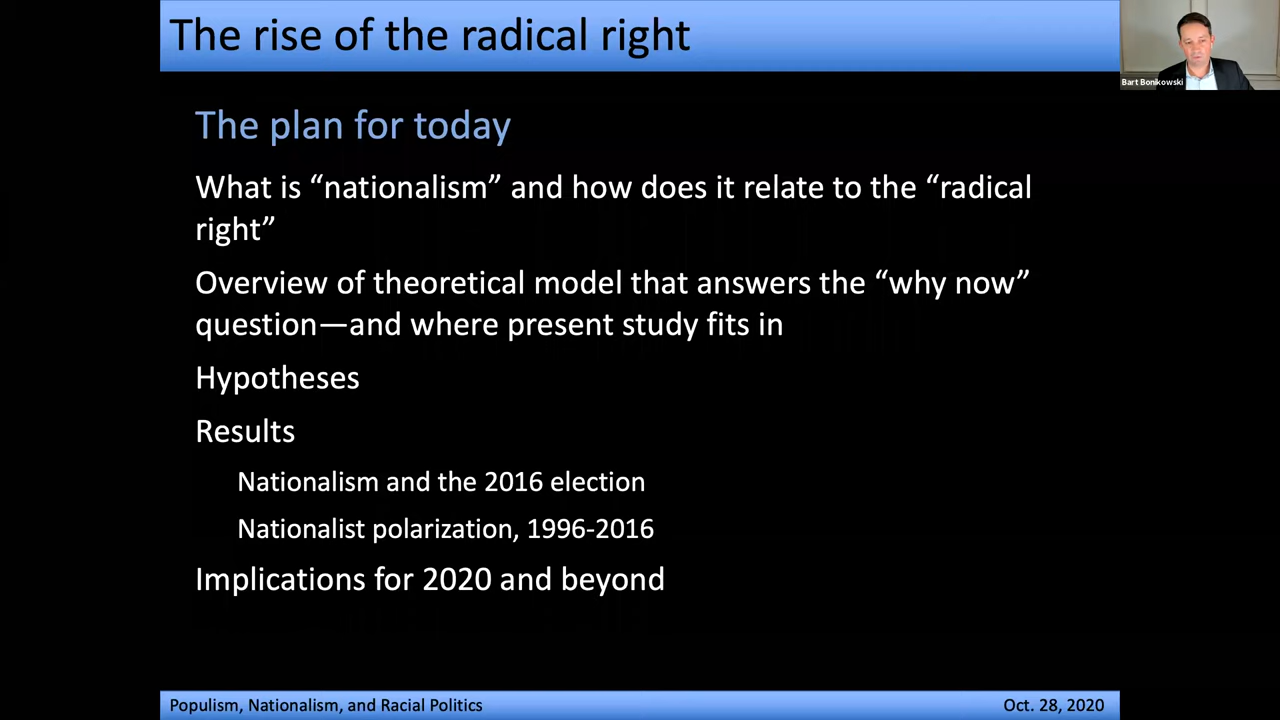 The rise of the radical right
Bart Bonikowski
The plan for today
What is “nationalism” and how does it relate to the “radical
right”
Overview of theoretical model that answers the “why now”
question—and where present study fits in
Hypotheses
Results
Nationalism and the 2016 election
Nationalist polarization, 1996-2016
Implications for 2020 and beyond
Populism, Nationalism, and Racial Politics
Oct. 28, 2020